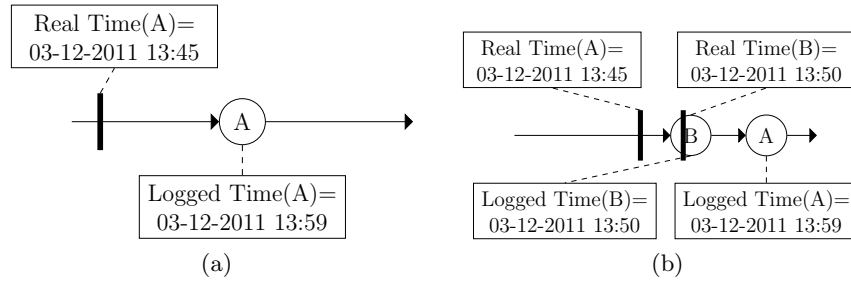 Real Time(A)=
03-12-2011 13:45
A
Logged Time(A)=
03-12-2011 13:59
(a)
Real Time(A)=
03-12-2011 13:45
Real Time(B)=
03-12-2011 13:50
B
A
Logged Time(B)=
03-12-2011 13:50
Logged Time(A)=
03-12-2011 13:59
(b)